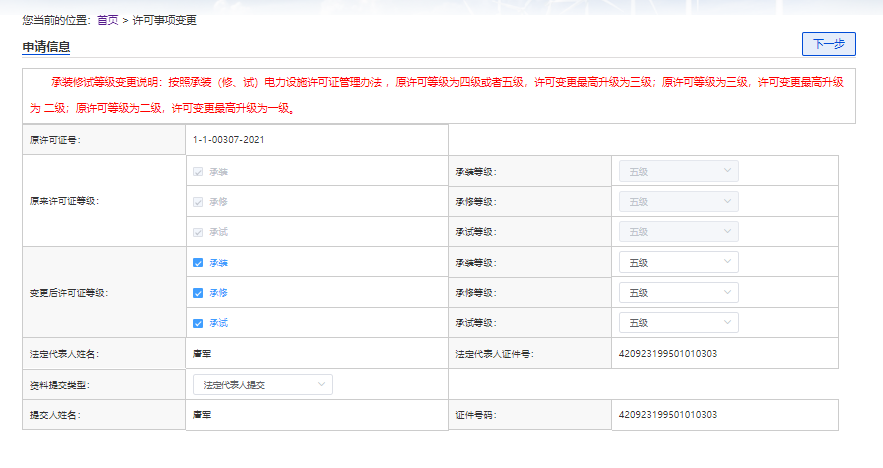 您当前的位置：首页 > 许可事项变更
申请信息
下一步
承装修试等级变更说明：按照承装（修、试）电力设施许可证管理办法 ，原许可等级为四级或者五级，许可变更最高升级为三级；原许可等级为三级，许可变更最高升级
为 二级；原许可等级为二级，许可变更最高升级为一级。
原许可证号： 1-1-00307-2021
原来许可证等级：
承装 承装等级： 五级
承修 承修等级： 五级
承试 承试等级： 五级
变更后许可证等级：
承装 承装等级： 五级
承修 承修等级： 五级
承试 承试等级： 五级
法定代表人姓名： 唐军 法定代表人证件号： 420923199501010303
资料提交类型： 法定代表人提交
提交人姓名： 唐军 证件号码： 420923199501010303